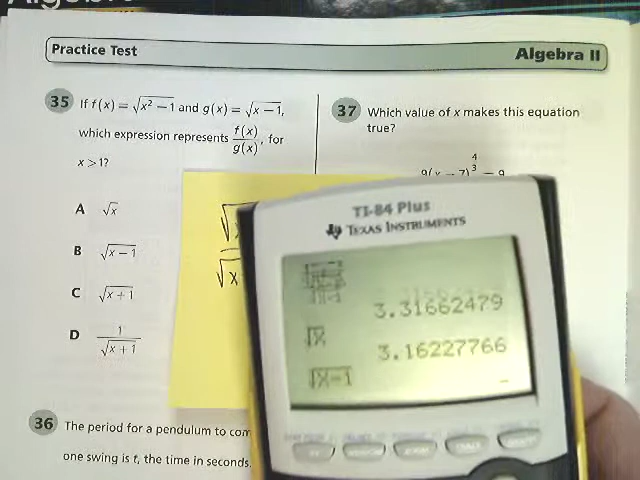 Practice Test
Algebra II
35 If f(x) = √(x² − 1) and g(x) = √(x − 1),
which expression represents f(x)/g(x), for
x > 1?
A √x
B √(x − 1)
C √(x + 1)
D 1/√(x + 1)
36 The period for a pendulum to
one swing is t, the time in seconds.
37 Which value of x makes this equation
true?
TI-84 Plus
TEXAS INSTRUMENTS
3.31662479
√X
3.16227766
√X-1